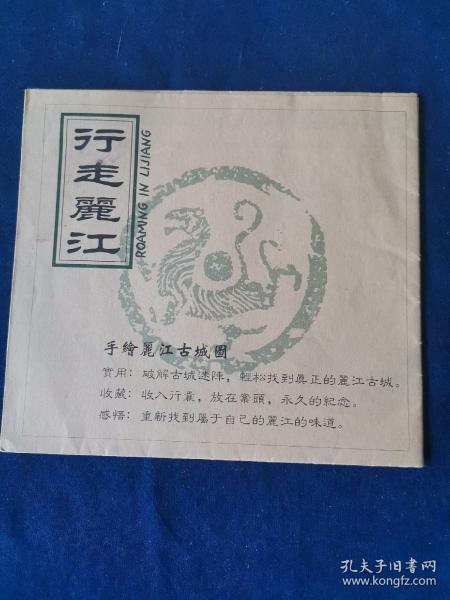 行走麗江
ROAMING IN LIJIANG
手繪麗江古城圖
實用：破解古城迷陣，輕松找到真正的麗江古城。
收藏：收入行囊，放在案頭，永久的紀念。
感悟：重新找到屬于自己的麗江的味道。
孔夫子旧书网
www.kongfz.com